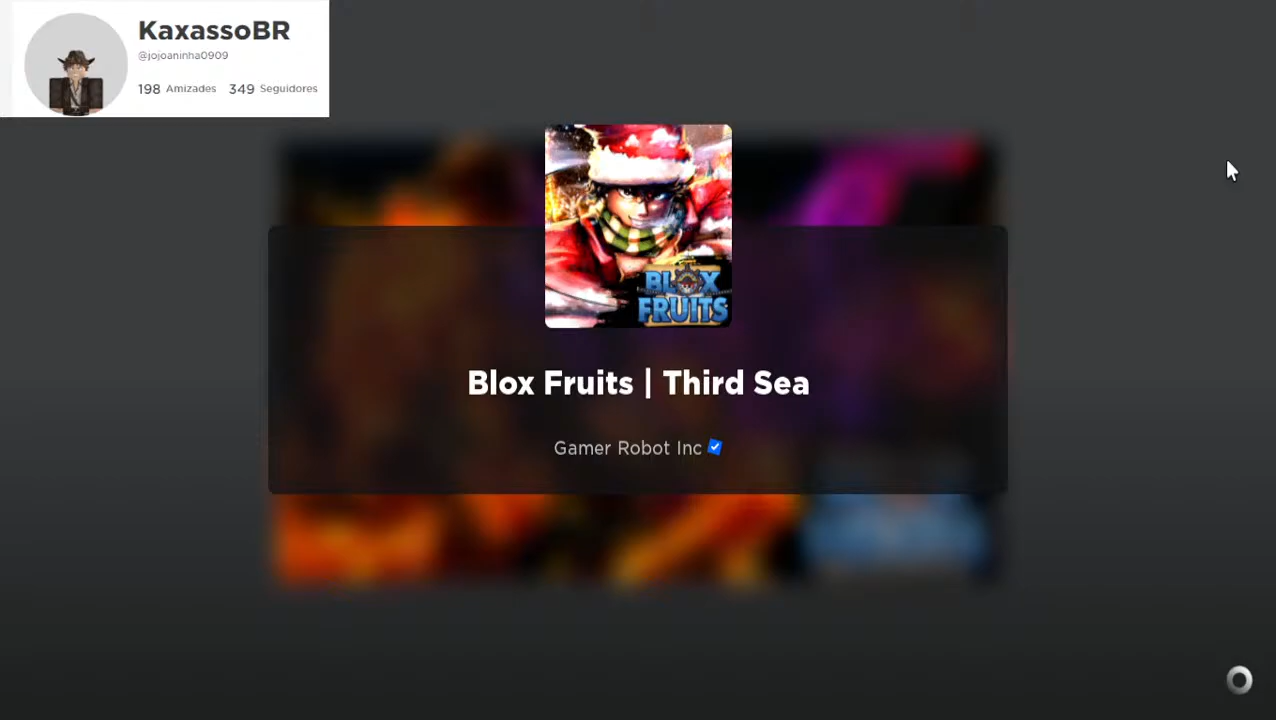 KaxassoBR
@jojoaninha0909
198 Amizades 349 Seguidores
BLOX
FRUITS
Blox Fruits | Third Sea
Gamer Robot Inc